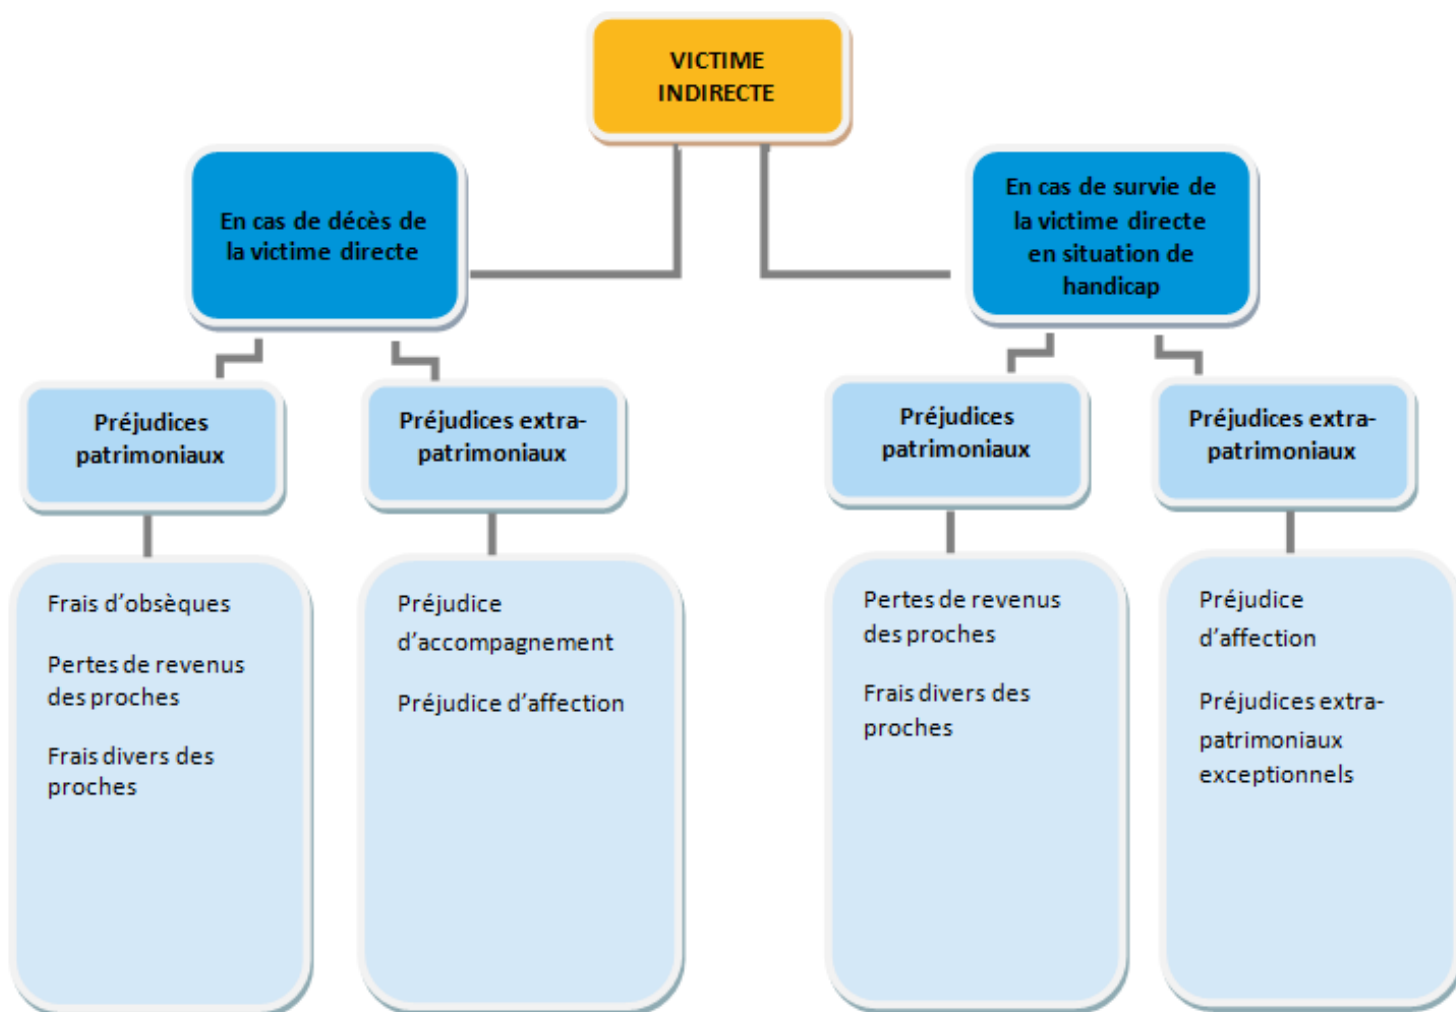 VICTIME
INDIRECTE
En cas de décès de
la victime directe
En cas de survie de
la victime directe
en situation de
handicap
Préjudices
patrimoniaux
Préjudices extra-
patrimoniaux
Préjudices
patrimoniaux
Préjudices extra-
patrimoniaux
Frais d’obsèques
Pertes de revenus
des proches
Frais divers des
proches
Préjudice
d’accompagnement
Préjudice d’affection
Pertes de revenus
des proches
Frais divers des
proches
Préjudice
d’affection
Préjudices extra-
patrimoniaux
exceptionnels